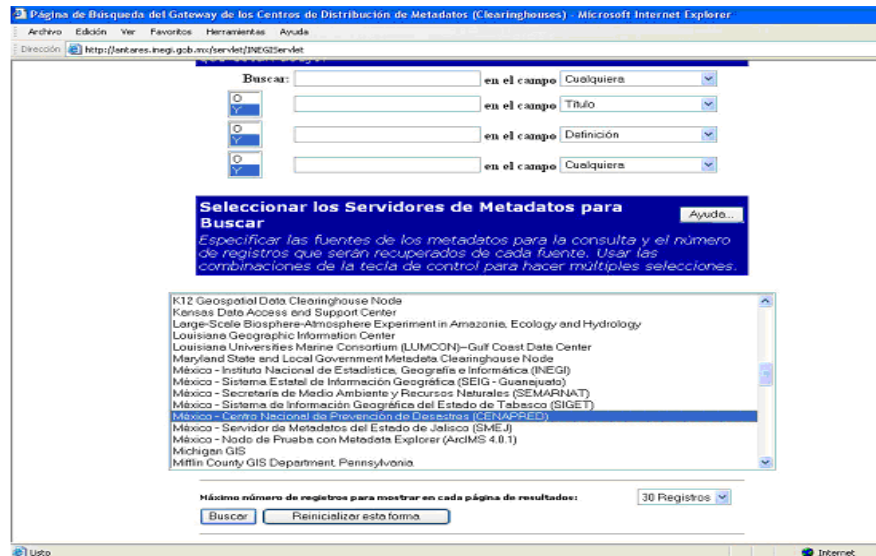 Página de Búsqueda del Gateway de los Centros de Distribución de Metadatos (Clearinghouses) - Microsoft Internet Explorer
Archivo Edición Ver Favoritos Herramientas Ayuda
Dirección http://antares.inegi.gob.mx/servlet/INEGIServlet
Buscar: en el campo Cualquiera
O
Y en el campo Título
O
Y en el campo Definición
O
Y en el campo Cualquiera
Seleccionar los Servidores de Metadatos para
Buscar
Ayuda...
Especificar las fuentes de los metadatos para la consulta y el número
de registros que serán recuperados de cada fuente. Usar las
combinaciones de la tecla de control para hacer múltiples selecciones.
K12 Geospatial Data Clearinghouse Node
Kansas Data Access and Support Center
Large-Scale Biosphere-Atmosphere Experiment in Amazonia, Ecology and Hydrology
Louisiana Geographic Information Center
Louisiana Universities Marine Consortium (LUMCON)--Gulf Coast Data Center
Maryland State and Local Government Metadata Clearinghouse Node
México - Instituto Nacional de Estadística, Geografía e Informática (INEGI)
México - Sistema Estatal de Información Geográfica (SEIG - Guanajuato)
México - Secretaría de Medio Ambiente y Recursos Naturales (SEMARNAT)
México - Sistema de Información Geográfica del Estado de Tabasco (SIGET)
México - Centro Nacional de Prevención de Desastres (CENAPRED)
México - Servidor de Metadatos del Estado de Jalisco (SMEJ)
México - Nodo de Prueba con Metadata Explorer (ArcIMS 4.0.1)
Michigan GIS
Mifflin County GIS Department, Pennsylvania
Máximo número de registros para mostrar en cada página de resultados: 30 Registros
Buscar Reinicializar esta forma
Listo Internet